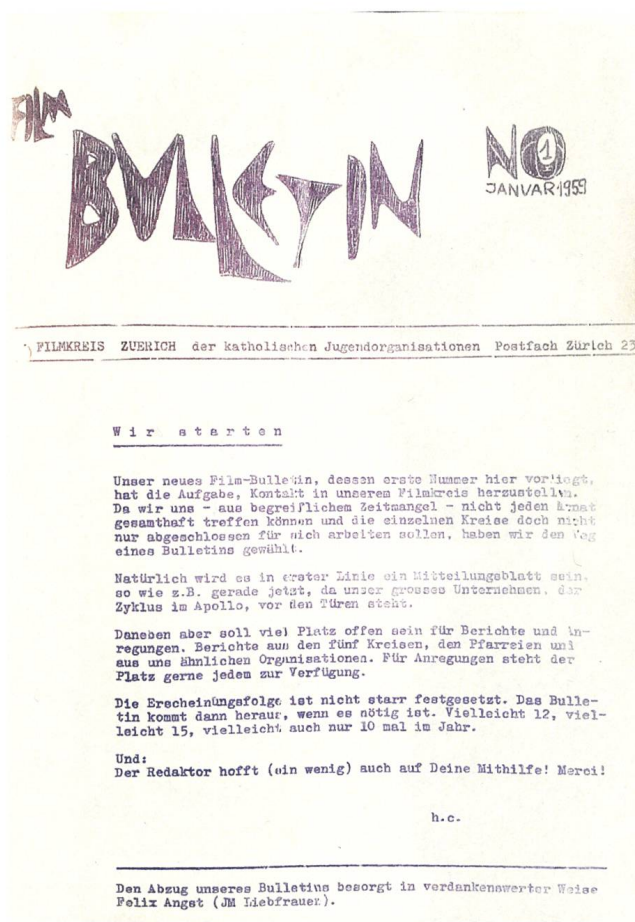 FILM
BULLETIN
NO 1
JANUAR 1959
FILMKREIS ZUERICH der katholischen Jugendorganisationen Postfach Zürich 23
Wir starten
Unser neues Film-Bulletin, dessen erste Nummer hier vorliegt,
hat die Aufgabe, Kontakt in unserem Filmkreis herzustellen.
Da wir uns - aus begreiflichem Zeitmangel - nicht jeden Monat
gesamthaft treffen können und die einzelnen Kreise doch nicht
nur abgeschlossen für sich arbeiten sollen, haben wir den Weg
eines Bulletins gewählt.
Natürlich wird es in erster Linie ein Mitteilungsblatt sein,
so wie z.B. gerade jetzt, da unser grosses Unternehmen, der
Zyklus im Apollo, vor den Türen steht.
Daneben aber soll viel Platz offen sein für Berichte und An-
regungen. Berichte aus den fünf Kreisen, den Pfarreien und
aus uns ähnlichen Organisationen. Für Anregungen steht der
Platz gerne jedem zur Verfügung.
Die Erscheinungsfolge ist nicht starr festgesetzt. Das Bulle-
tin kommt dann heraus, wenn es nötig ist. Vielleicht 12, viel-
leicht 15, vielleicht auch nur 10 mal im Jahr.
Und:
Der Redaktor hofft (ein wenig) auch auf Deine Mithilfe! Merci!
h.c.
Den Abzug unseres Bulletins besorgt in verdankenswerter Weise
Felix Angst (JM Liebfrauen).